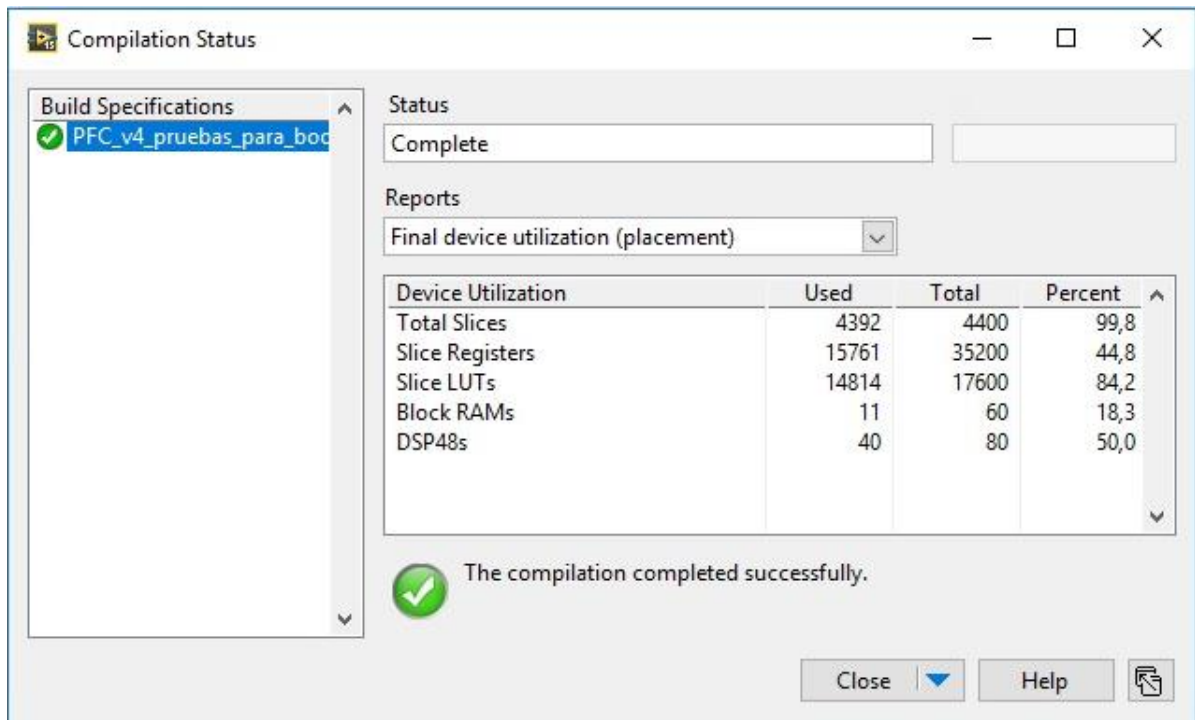 Compilation Status
Build Specifications
PFC_v4_pruebas_para_boc
Status
Complete
Reports
Final device utilization (placement)
Device Utilization Used Total Percent
Total Slices 4392 4400 99,8
Slice Registers 15761 35200 44,8
Slice LUTs 14814 17600 84,2
Block RAMs 11 60 18,3
DSP48s 40 80 50,0
The compilation completed successfully.
Close Help